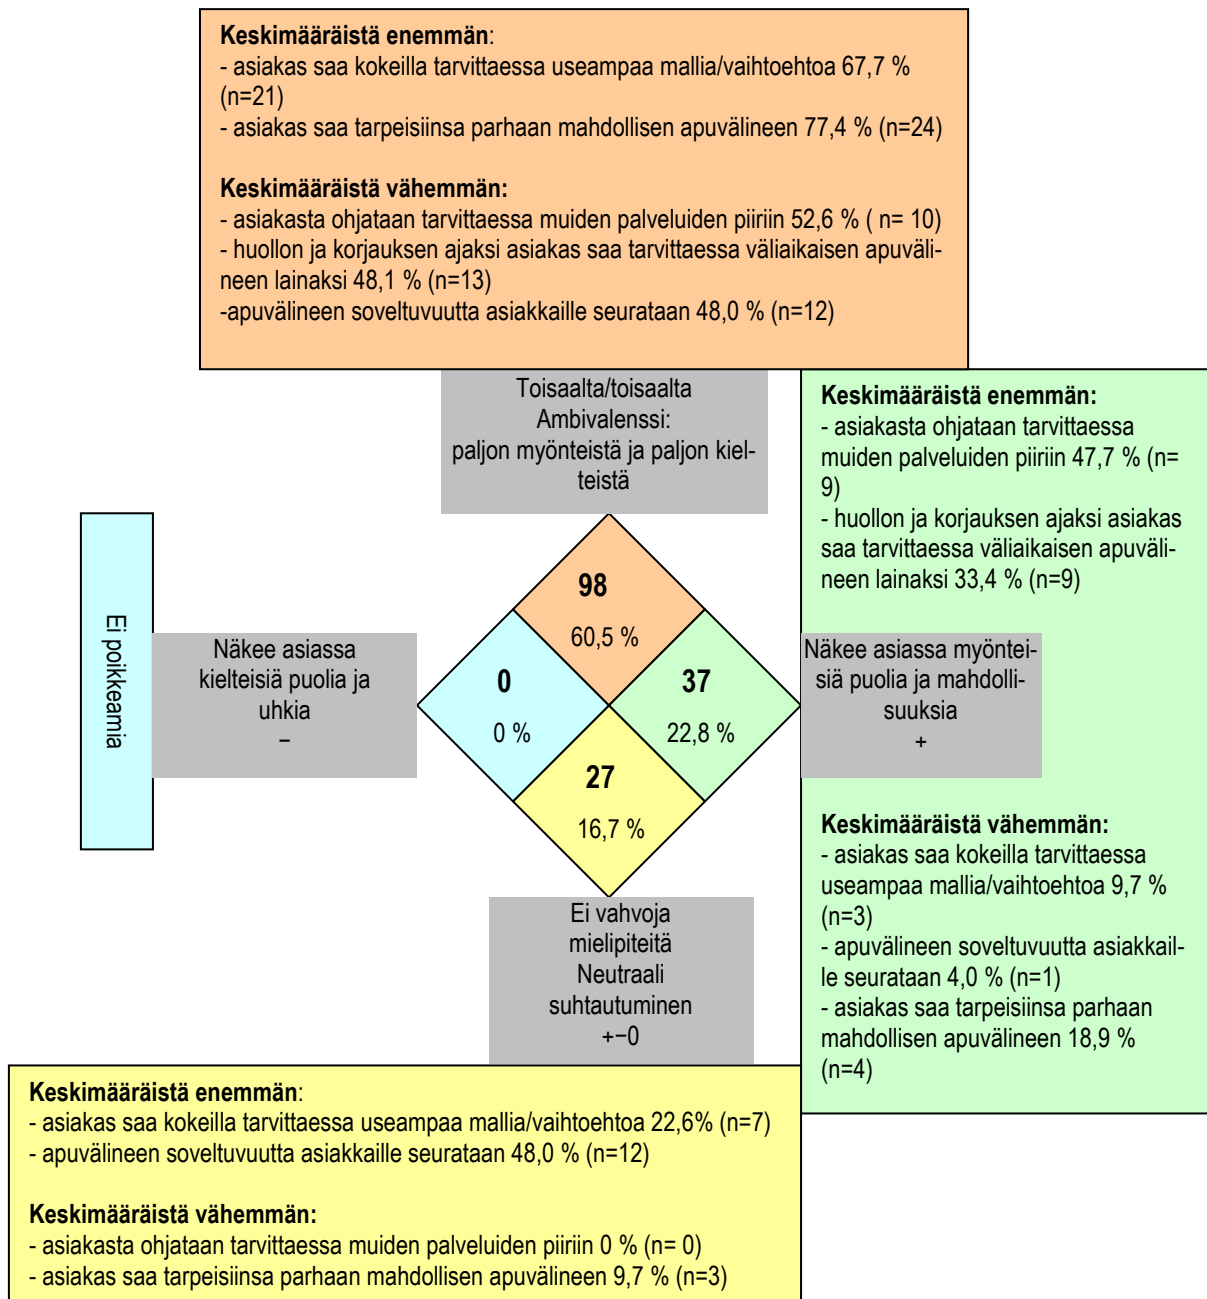 Keskimääräistä enemmän:
- asiakas saa kokeilla tarvittaessa useampaa mallia/vaihtoehtoa 67,7 %
(n=21)
- asiakas saa tarpeisiinsa parhaan mahdollisen apuvälineen 77,4 % (n=24)
Keskimääräistä vähemmän:
- asiakasta ohjataan tarvittaessa muiden palveluiden piiriin 52,6 % ( n= 10)
- huollon ja korjauksen ajaksi asiakas saa tarvittaessa väliaikaisen apuväli-
neen lainaksi 48,1 % (n=13)
-apuvälineen soveltuvuutta asiakkaille seurataan 48,0 % (n=12)
Toisaalta/toisaalta
Ambivalenssi:
paljon myönteistä ja paljon kiel-
teistä
Keskimääräistä enemmän:
- asiakasta ohjataan tarvittaessa
muiden palveluiden piiriin 47,7 % (n=
9)
- huollon ja korjauksen ajaksi asiakas
saa tarvittaessa väliaikaisen apuväli-
neen lainaksi 33,4 % (n=9)
Ei poikkeamia
Näkee asiassa
kielteisiä puolia ja
uhkia
−
98
60,5 %
0
0 %
37
22,8 %
27
16,7 %
Näkee asiassa myöntei-
siä puolia ja mahdolli-
suuksia
+
Keskimääräistä vähemmän:
- asiakas saa kokeilla tarvittaessa
useampaa mallia/vaihtoehtoa 9,7 %
(n=3)
- apuvälineen soveltuvuutta asiakkail-
le seurataan 4,0 % (n=1)
- asiakas saa tarpeisiinsa parhaan
mahdollisen apuvälineen 18,9 %
(n=4)
Ei vahvoja
mielipiteitä
Neutraali
suhtautuminen
+−0
Keskimääräistä enemmän:
- asiakas saa kokeilla tarvittaessa useampaa mallia/vaihtoehtoa 22,6% (n=7)
- apuvälineen soveltuvuutta asiakkaille seurataan 48,0 % (n=12)
Keskimääräistä vähemmän:
- asiakasta ohjataan tarvittaessa muiden palveluiden piiriin 0 % (n= 0)
- asiakas saa tarpeisiinsa parhaan mahdollisen apuvälineen 9,7 % (n=3)